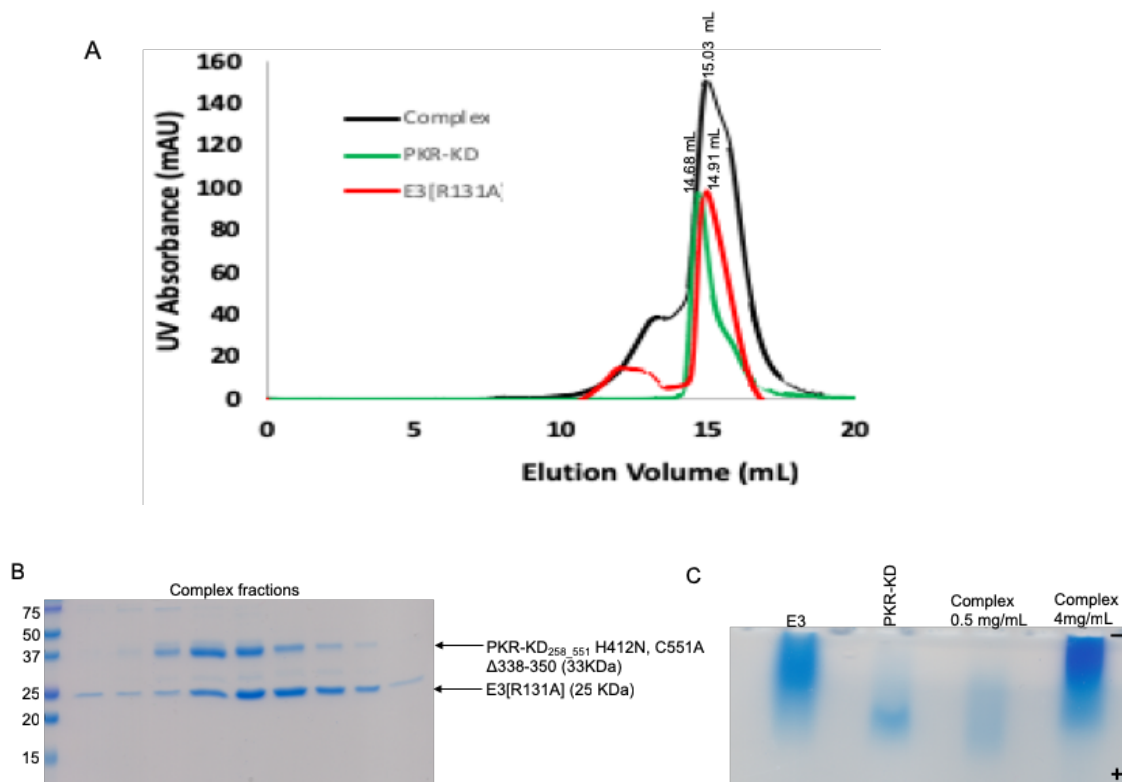 A
160
140
120
100
80
60
40
20
0
UV Absorbance (mAU)
Complex
PKR-KD
E3[R131A]
14.68 mL
15.03 mL
14.91 mL
0 5 10 15 20
Elution Volume (mL)
B
Complex fractions
75
50
37
25
20
15
PKR-KD258_551 H412N, C551A
Δ338-350 (33KDa)
E3[R131A] (25 KDa)
C
E3
PKR-KD
Complex
0.5 mg/mL
Complex
4mg/mL
−
+